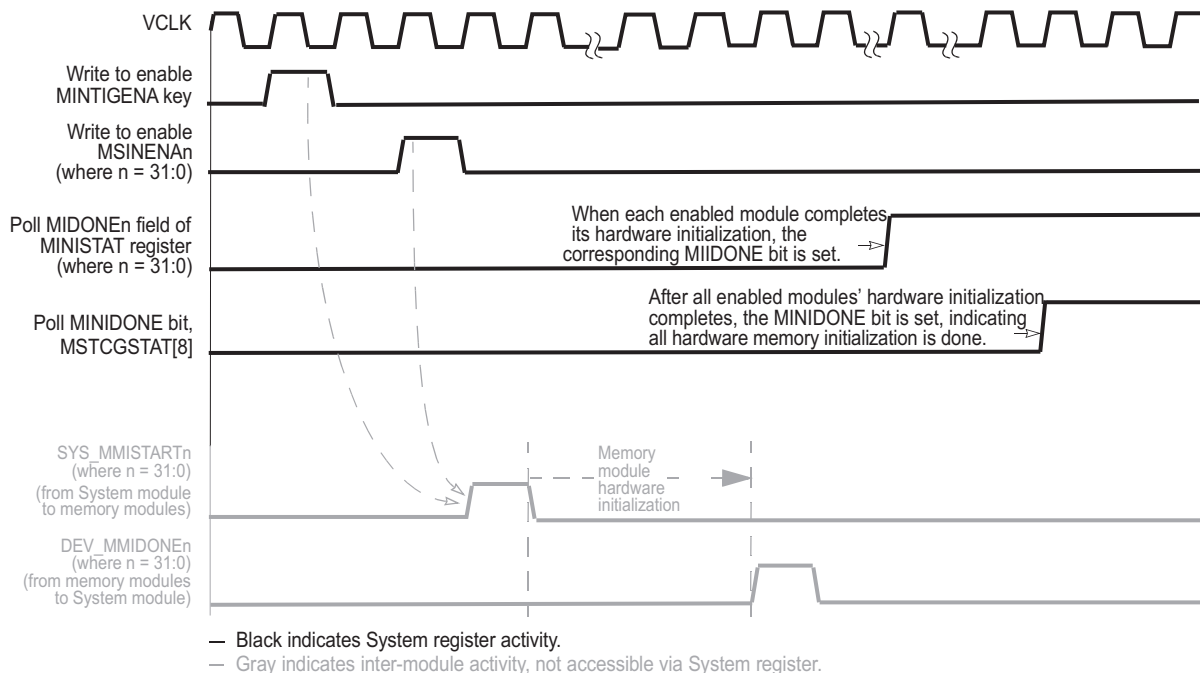 VCLK
Write to enable
MINTIGENA key
Write to enable
MSINENAn
(where n = 31:0)
Poll MIDONEn field of
MINISTAT register
(where n = 31:0)
When each enabled module completes
its hardware initialization, the
corresponding MIIDONE bit is set.
Poll MINIDONE bit,
MSTCGSTAT[8]
After all enabled modules’ hardware initialization
completes, the MINIDONE bit is set, indicating
all hardware memory initialization is done.
SYS_MMISTARTn
(where n = 31:0)
(from System module
to memory modules)
Memory
module
hardware
initialization
DEV_MMIDONEn
(where n = 31:0)
(from memory modules
to System module)
— Black indicates System register activity.
— Gray indicates inter-module activity, not accessible via System register.